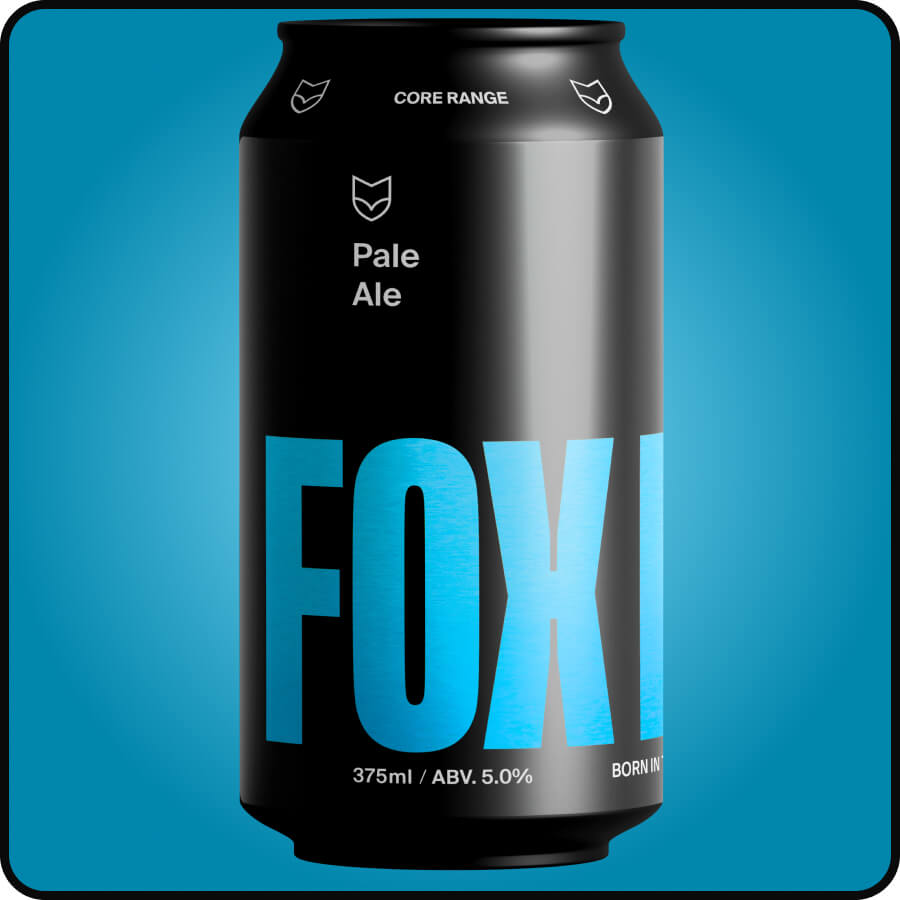 CORE RANGE
Pale
Ale
FOX
375ml / ABV. 5.0%
BORN IN